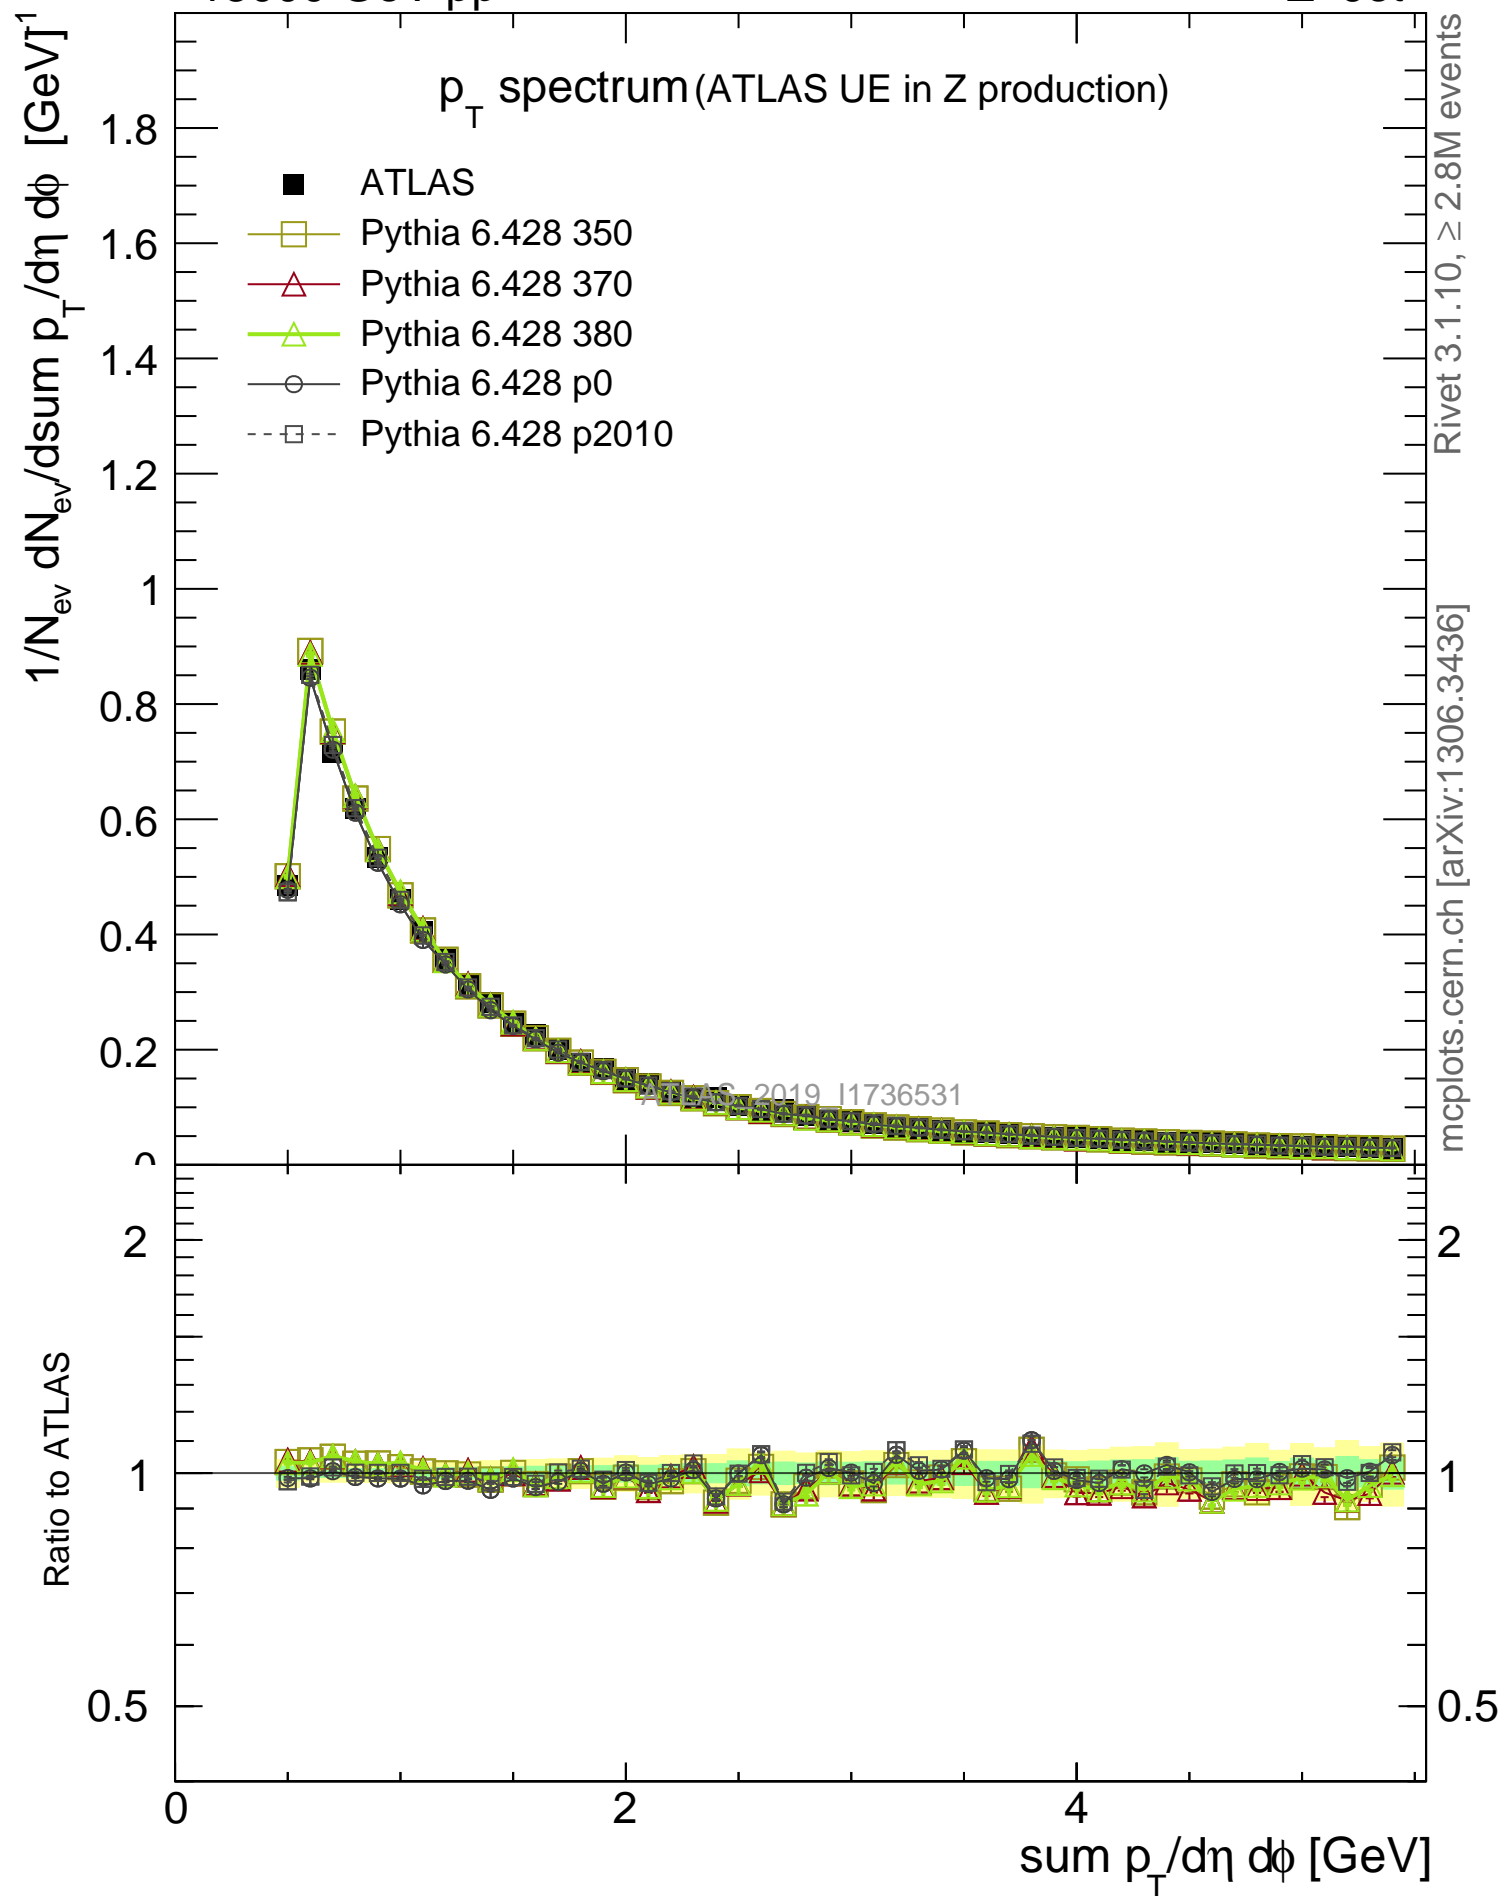 1/N_ev dN_ev/dsum p_T/dη dϕ [GeV]^-1
p_T spectrum (ATLAS UE in Z production)
ATLAS
Pythia 6.428 350
Pythia 6.428 370
Pythia 6.428 380
Pythia 6.428 p0
Pythia 6.428 p2010
1.8
1.6
1.4
1.2
1
0.8
0.6
0.4
0.2
0
ATLAS_2019_I1736531
Rivet 3.1.10, ≥ 2.8M events
mcplots.cern.ch [arXiv:1306.3436]
Ratio to ATLAS
2
1
0.5
2
1
0.5
0
2
4
sum p_T/dη dϕ [GeV]